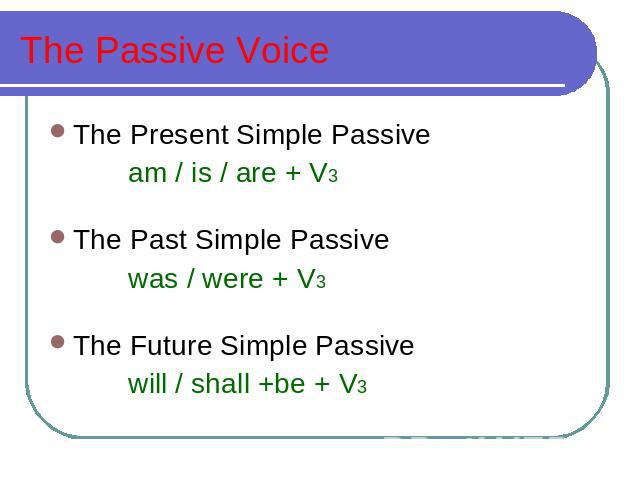 The Passive Voice
The Present Simple Passive
am / is / are + V3
The Past Simple Passive
was / were + V3
The Future Simple Passive
will / shall +be + V3